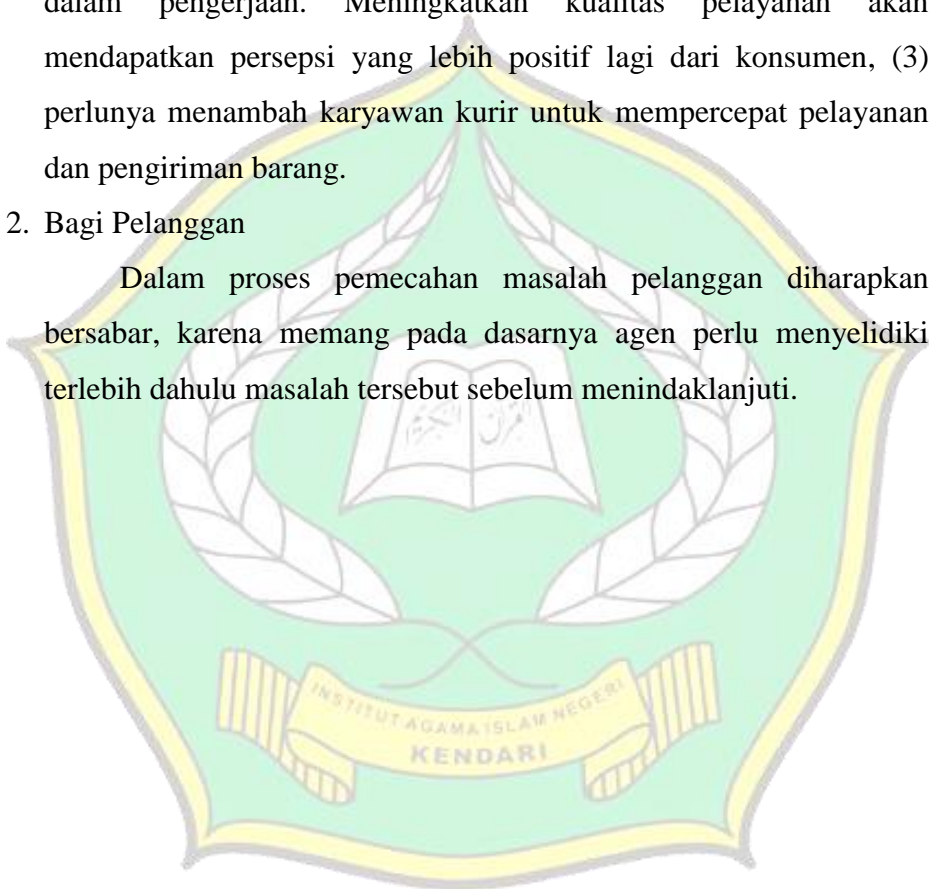 dalam pengerjaan. Meningkatkan kualitas pelayanan akan
mendapatkan persepsi yang lebih positif lagi dari konsumen, (3)
perlunya menambah karyawan kurir untuk mempercepat pelayanan
dan pengiriman barang.
2. Bagi Pelanggan
Dalam proses pemecahan masalah pelanggan diharapkan
bersabar, karena memang pada dasarnya agen perlu menyelidiki
terlebih dahulu masalah tersebut sebelum menindaklanjuti.
INSTITUT AGAMA ISLAM NEGERI
KENDARI